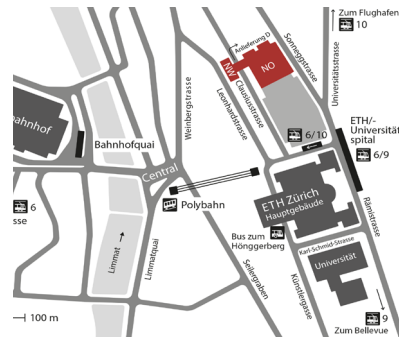 Zum Flughafen
10
Anlieferung D
Sonneggstrasse
Universitätsstrasse
NW
NO
Clausiusstrasse
Leonhardstrasse
Weinbergstrasse
ahnhof
Bahnhofquai
6/10
ETH/-
Universität
spital
6/9
Central
Polybahn
ETH Zürich
Hauptgebäude
Rämistrasse
6
sse
Bus zum
Hönggerberg
Karl-Schmid-Strasse
Universität
Limmat
Limmatquai
Seilergraben
Künstlergasse
100 m
9
Zum Bellevue